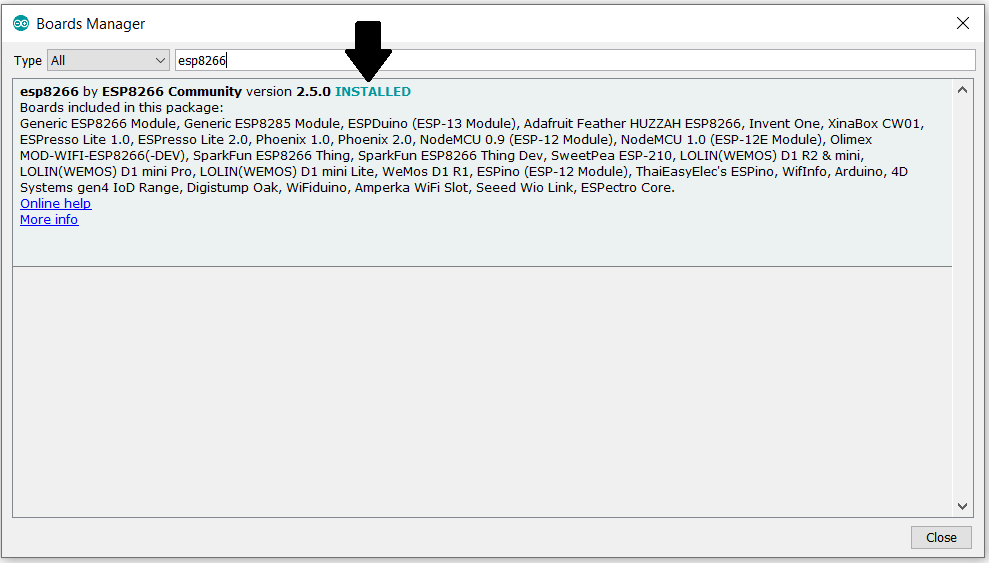 Boards Manager
Type All esp8266
esp8266 by ESP8266 Community version 2.5.0 INSTALLED
Boards included in this package:
Generic ESP8266 Module, Generic ESP8285 Module, ESPDuino (ESP-13 Module), Adafruit Feather HUZZAH ESP8266, Invent One, XinaBox CW01,
ESPresso Lite 1.0, ESPresso Lite 2.0, Phoenix 1.0, Phoenix 2.0, NodeMCU 0.9 (ESP-12 Module), NodeMCU 1.0 (ESP-12E Module), Olimex
MOD-WIFI-ESP8266(-DEV), SparkFun ESP8266 Thing, SparkFun ESP8266 Thing Dev, SweetPea ESP-210, LOLIN(WEMOS) D1 R2 & mini,
LOLIN(WEMOS) D1 mini Pro, LOLIN(WEMOS) D1 mini Lite, WeMos D1 R1, ESPino (ESP-12 Module), ThaiEasyElec's ESPino, WifInfo, Arduino, 4D
Systems gen4 IoD Range, Digistump Oak, WiFiduino, Amperka WiFi Slot, Seeed Wio Link, ESPectro Core.
Online help
More info
Close